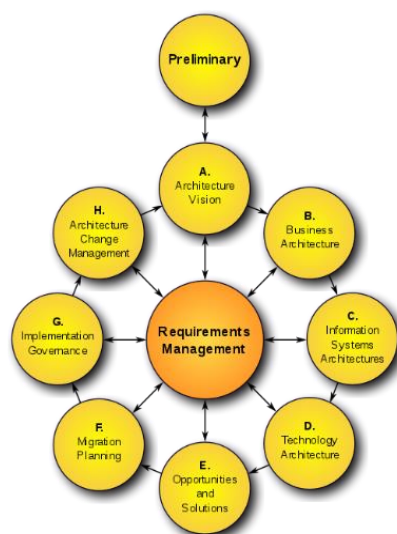 Preliminary
A.
Architecture
Vision
B.
Business
Architecture
H.
Architecture
Change
Management
C.
Information
Systems
Architectures
G.
Implementation
Governance
Requirements
Management
D.
Technology
Architecture
F.
Migration
Planning
E.
Opportunities
and
Solutions